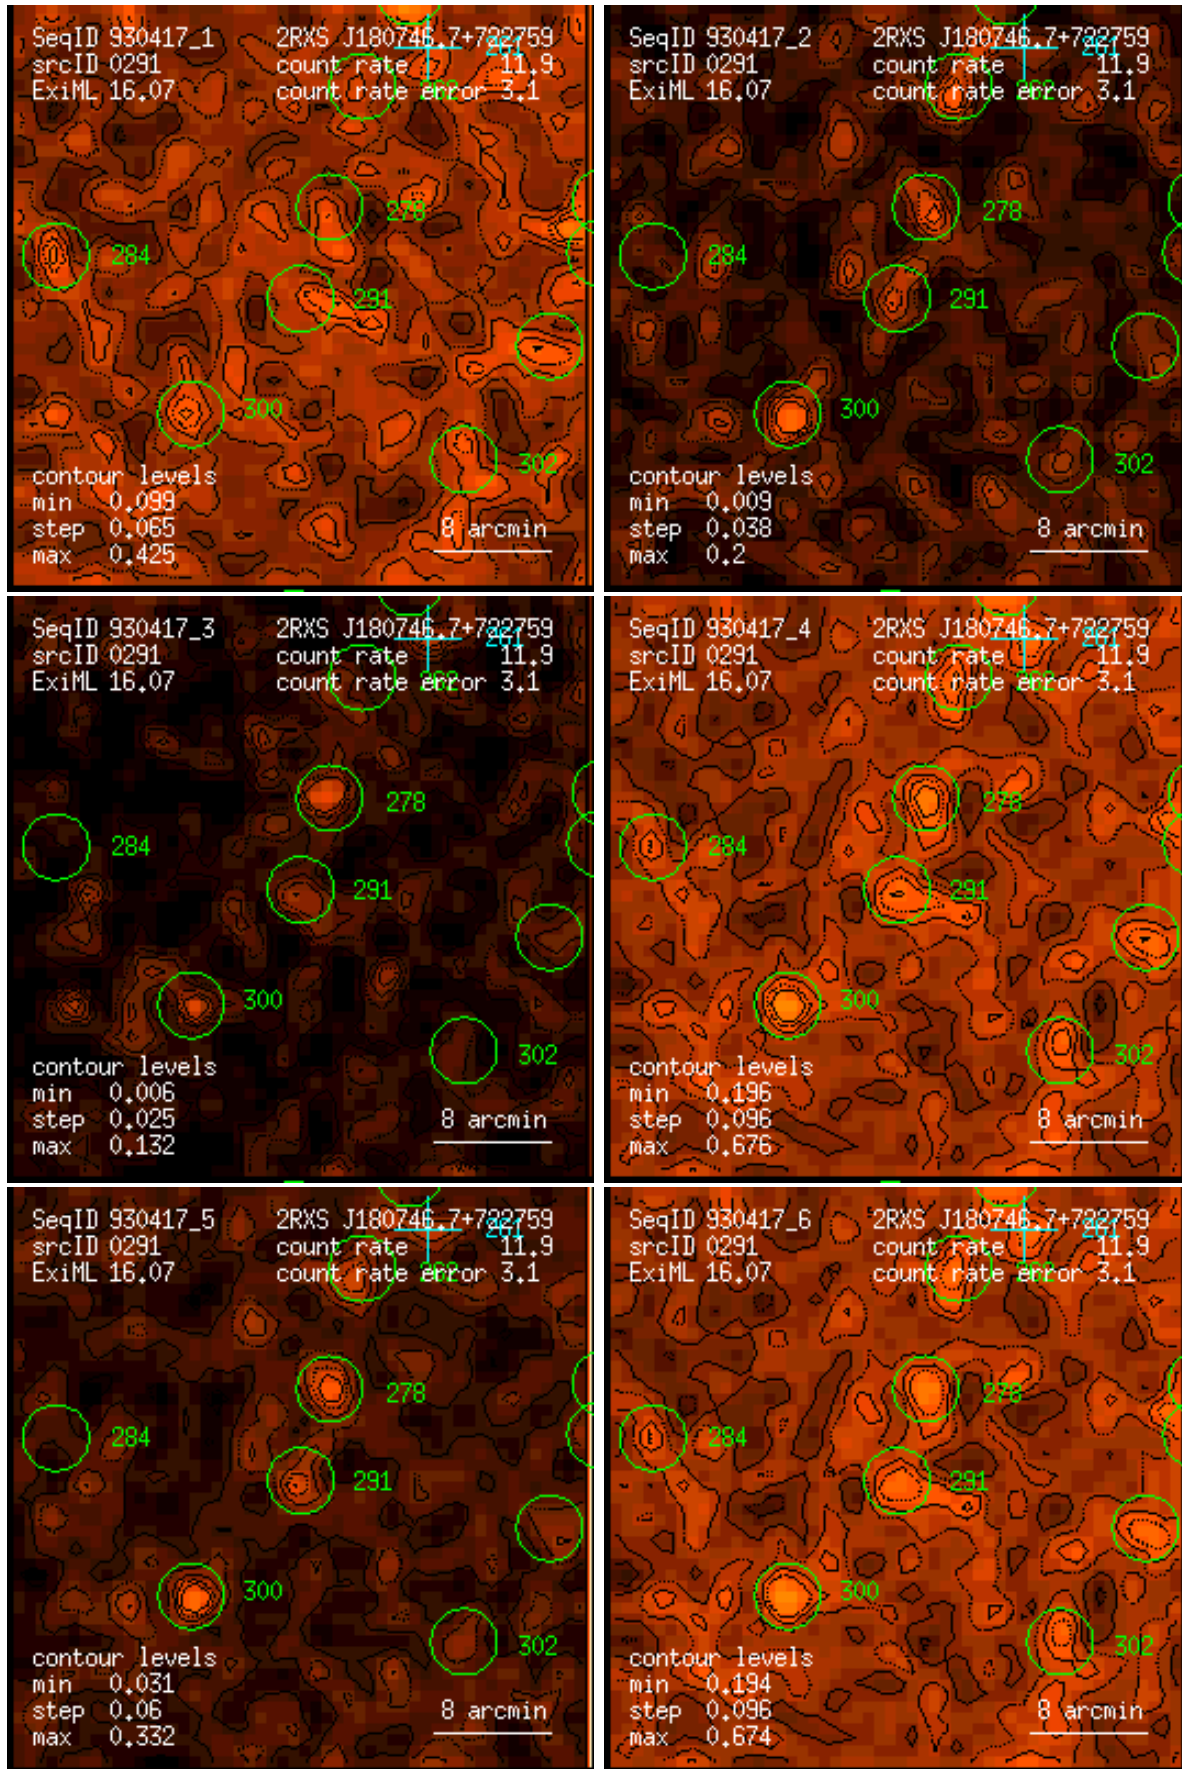 SeqID 930417_1 2RXS J180746.7+722759
261
srcID 0291 count rate 11.9
ExiML 16.07 count rate error 3.1
278
284
291
300
302
contour levels
min 0.099
step 0.065 8 arcmin
max 0.425
SeqID 930417_2 2RXS J180746.7+722759
261
srcID 0291 count rate 11.9
ExiML 16.07 count rate error 3.1
278
284
291
300
302
contour levels
min 0.009
step 0.038 8 arcmin
max 0.2
SeqID 930417_3 2RXS J180746.7+722759
261
srcID 0291 count rate 11.9
ExiML 16.07 count rate error 3.1
278
284
291
300
302
contour levels
min 0.006
step 0.025 8 arcmin
max 0.132
SeqID 930417_4 2RXS J180746.7+722759
261
srcID 0291 count rate 11.9
ExiML 16.07 count rate error 3.1
278
284
291
300
302
contour levels
min 0.196
step 0.096 8 arcmin
max 0.676
SeqID 930417_5 2RXS J180746.7+722759
261
srcID 0291 count rate 11.9
ExiML 16.07 count rate error 3.1
278
284
291
300
302
contour levels
min 0.031
step 0.06 8 arcmin
max 0.332
SeqID 930417_6 2RXS J180746.7+722759
261
srcID 0291 count rate 11.9
ExiML 16.07 count rate error 3.1
278
284
291
300
302
contour levels
min 0.194
step 0.096 8 arcmin
max 0.674